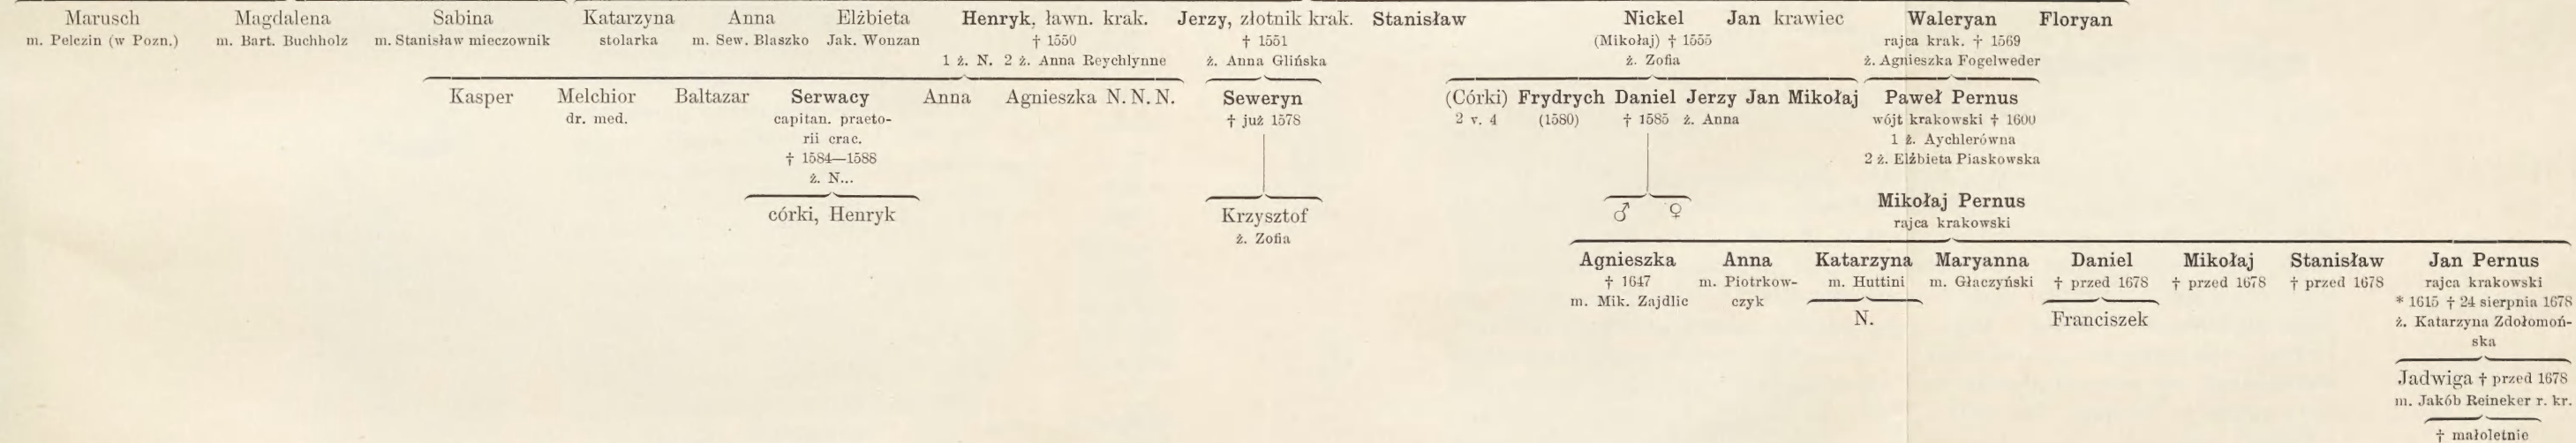 Marusch Magdalena Sabina Katarzyna Anna Elżbieta Henryk, ławn. krak. Jerzy, złotnik krak. Stanisław Nickel Jan krawiec Waleryan Floryan
m. Pelczin (w Pozn.) m. Bart. Buchholz m. Stanisław mieczownik stolarka m. Sew. Blaszko Jak. Wonzan † 1550 † 1551 (Mikołaj) † 1555 rajca krak. † 1569
1 ż. N. 2 ż. Anna Reychlynne ż. Anna Glińska ż. Zofia ż. Agnieszka Fogelweder
Kasper Melchior Baltazar Serwacy Anna Agnieszka N. N. N. Seweryn (Córki) Frydrych Daniel Jerzy Jan Mikołaj Paweł Pernus
dr. med. capitan. praeto- † już 1578 2 v. 4 (1580) † 1585 ż. Anna wójt krakowski † 1600
rii crac. 1 ż. Aychlerówna
† 1584—1588 2 ż. Elżbieta Piaskowska
ż. N...
Mikołaj Pernus
córki, Henryk Krzysztof ♂ ♀ rajca krakowski
ż. Zofia
Agnieszka Anna Katarzyna Maryanna Daniel Mikołaj Stanisław Jan Pernus
† 1647 m. Piotrkow- m. Huttini m. Głaczyński † przed 1678 † przed 1678 † przed 1678 rajca krakowski
m. Mik. Zajdlic czyk * 1615 † 24 sierpnia 1678
N. Franciszek ż. Katarzyna Zdołomoń-
ska
Jadwiga † przed 1678
m. Jakób Reineker r. kr.
† małoletnie